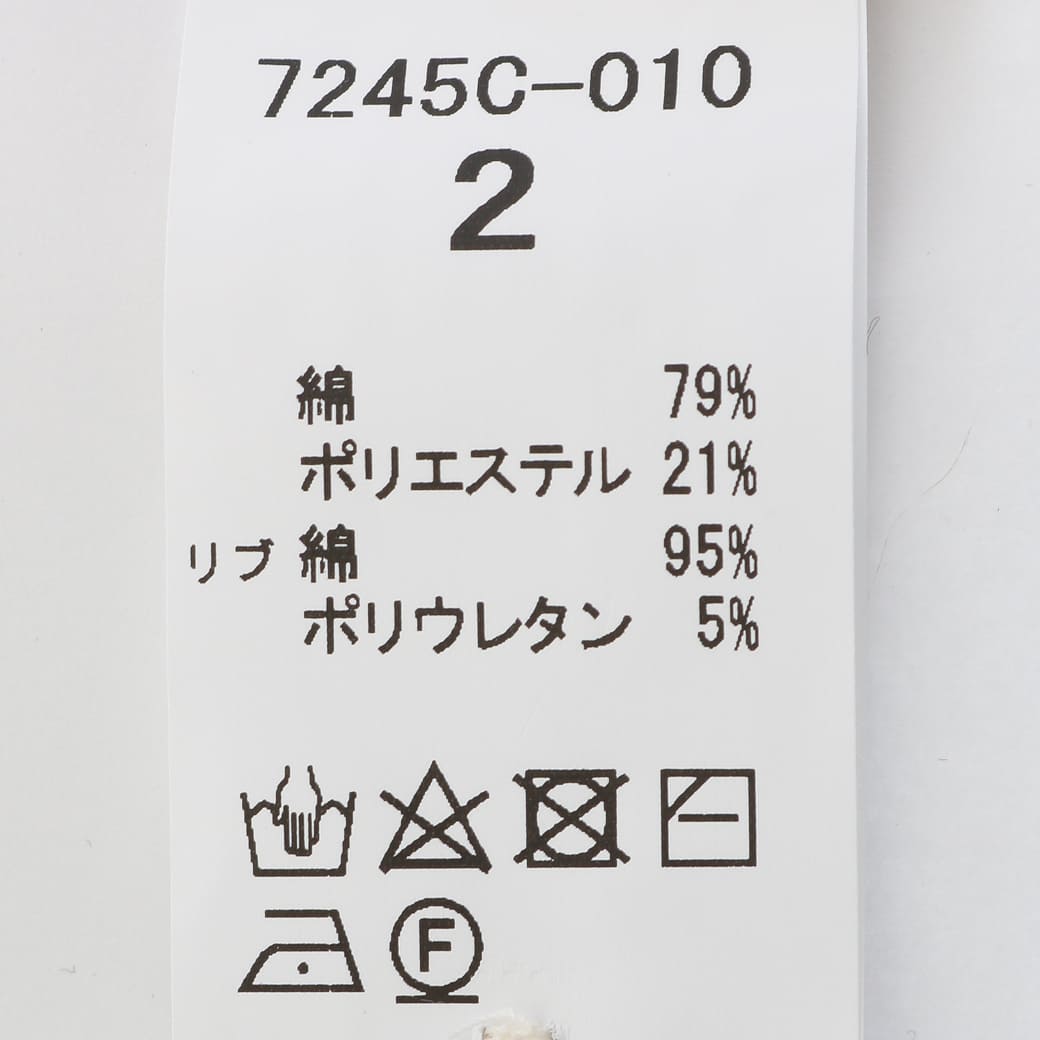 7245C-010
2
綿 79%
ポリエステル 21%
リブ 綿 95%
ポリウレタン 5%
F